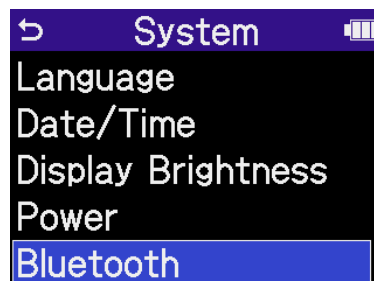 System
Language
Date/Time
Display Brightness
Power
Bluetooth